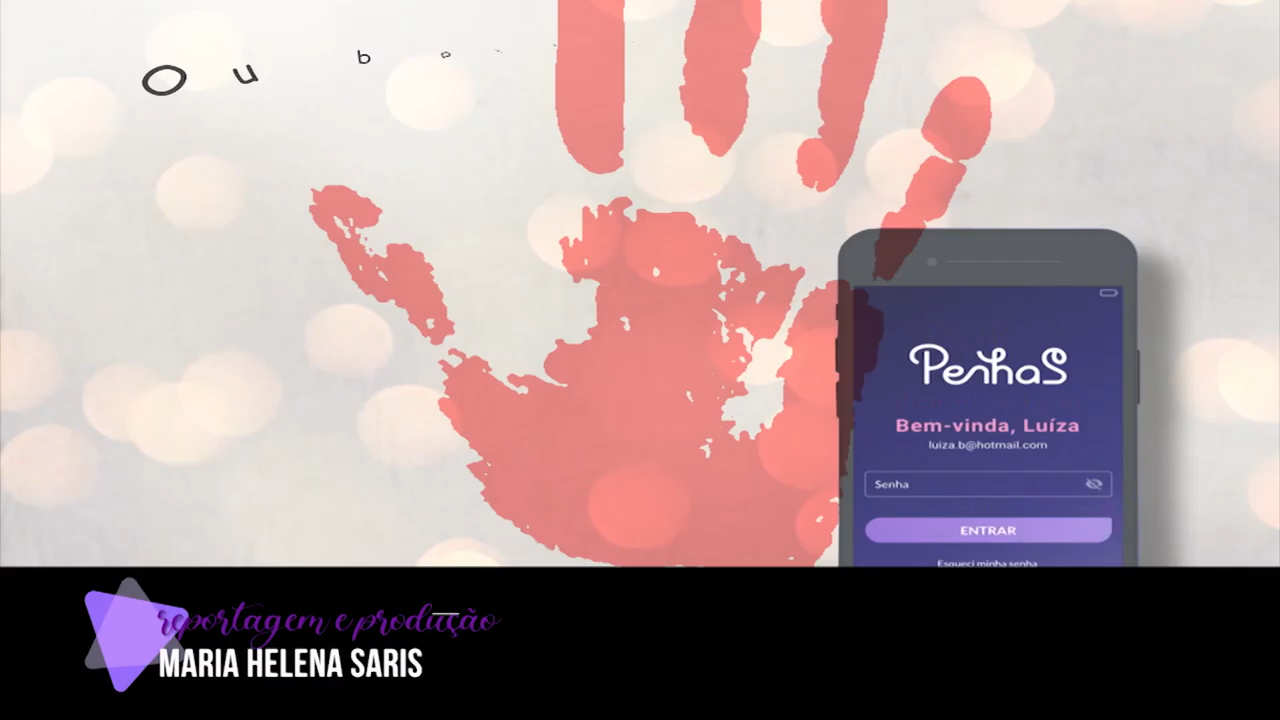 O u b o
PenhaS
Bem-vinda, Luíza
luiza.b@hotmail.com
Senha
ENTRAR
Esqueci minha senha
reportagem e produção
MARIA HELENA SARIS